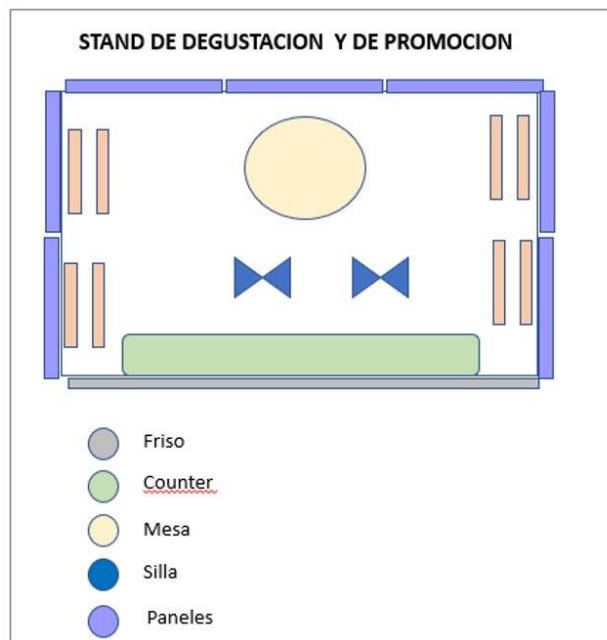 STAND DE DEGUSTACION Y DE PROMOCION
Friso
Counter
Mesa
Silla
Paneles